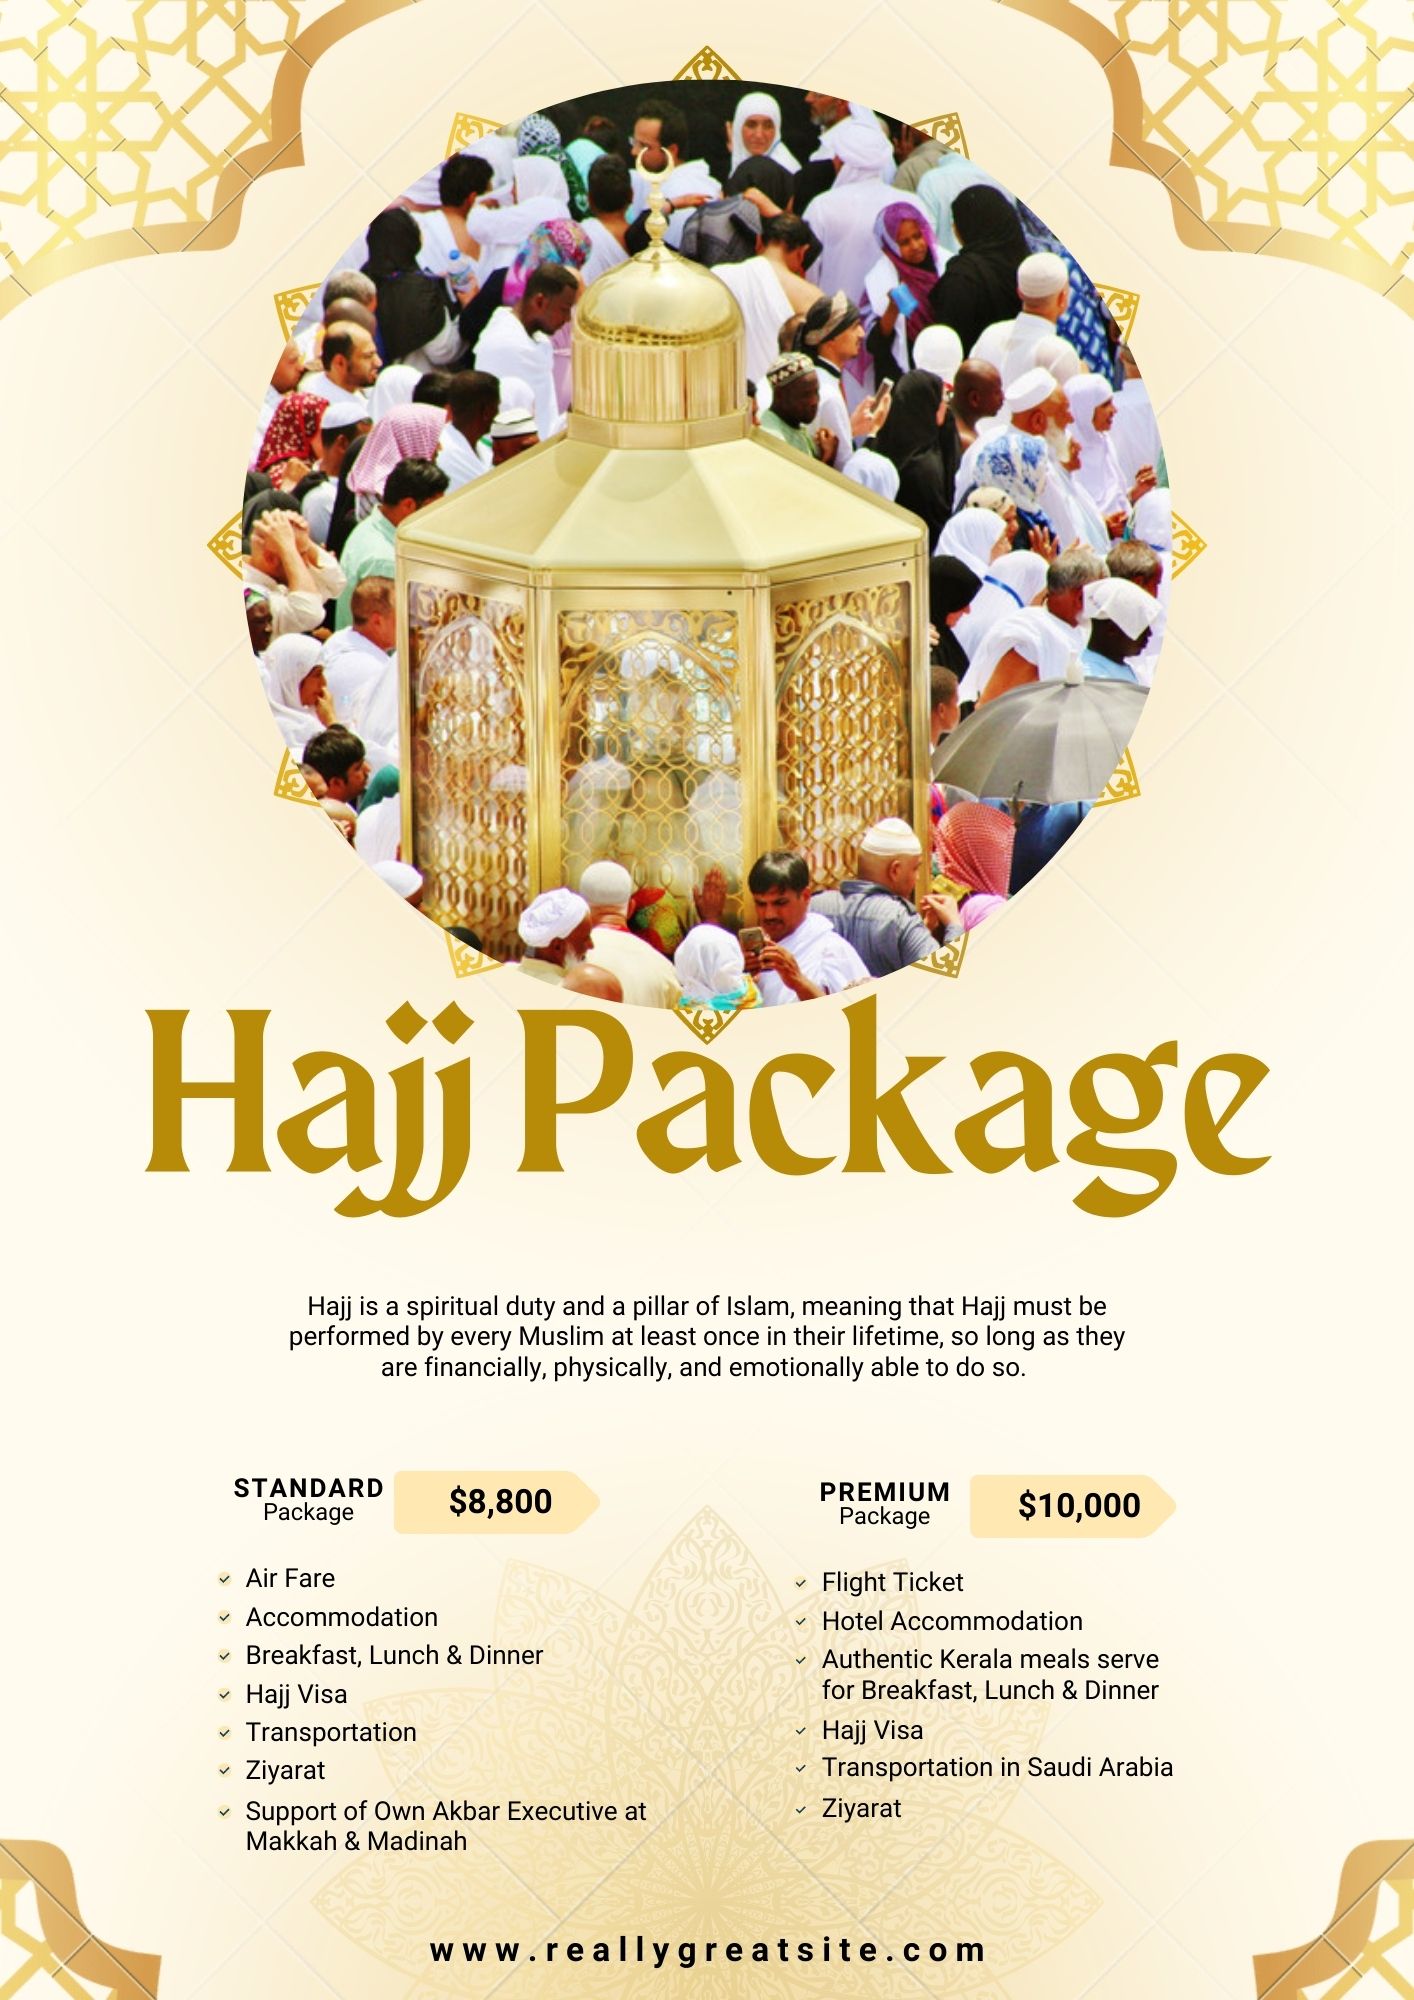 Hajj Package
Hajj is a spiritual duty and a pillar of Islam, meaning that Hajj must be
performed by every Muslim at least once in their lifetime, so long as they
are financially, physically, and emotionally able to do so.
STANDARD
Package
$8,800
Air Fare
Accommodation
Breakfast, Lunch & Dinner
Hajj Visa
Transportation
Ziyarat
Support of Own Akbar Executive at
Makkah & Madinah
PREMIUM
Package
$10,000
Flight Ticket
Hotel Accommodation
Authentic Kerala meals serve
for Breakfast, Lunch & Dinner
Hajj Visa
Transportation in Saudi Arabia
Ziyarat
www.reallygreatsite.com